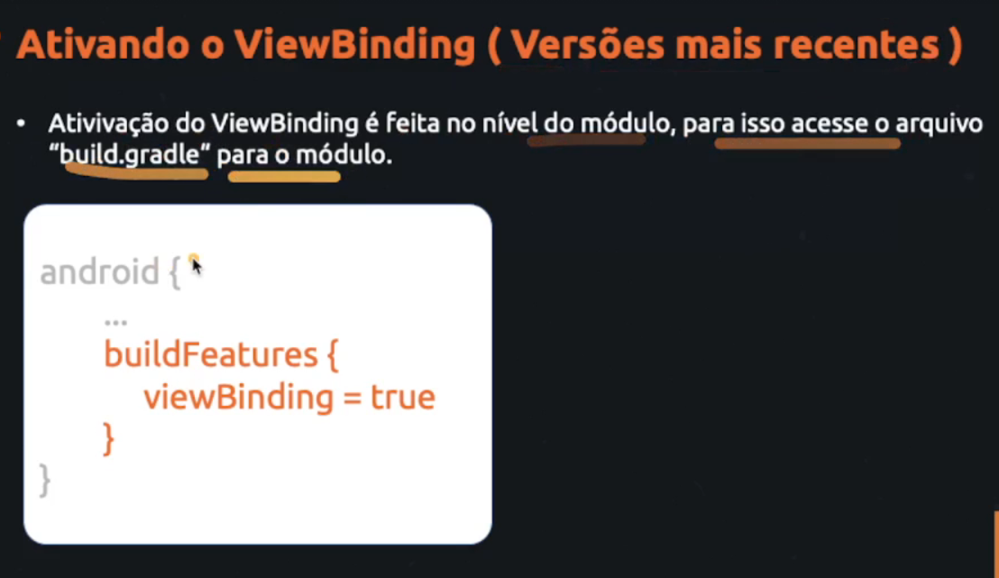 Ativando o ViewBinding ( Versões mais recentes )
• Ativivação do ViewBinding é feita no nível do módulo, para isso acesse o arquivo
“build.gradle” para o módulo.
android {
...
buildFeatures {
viewBinding = true
}
}